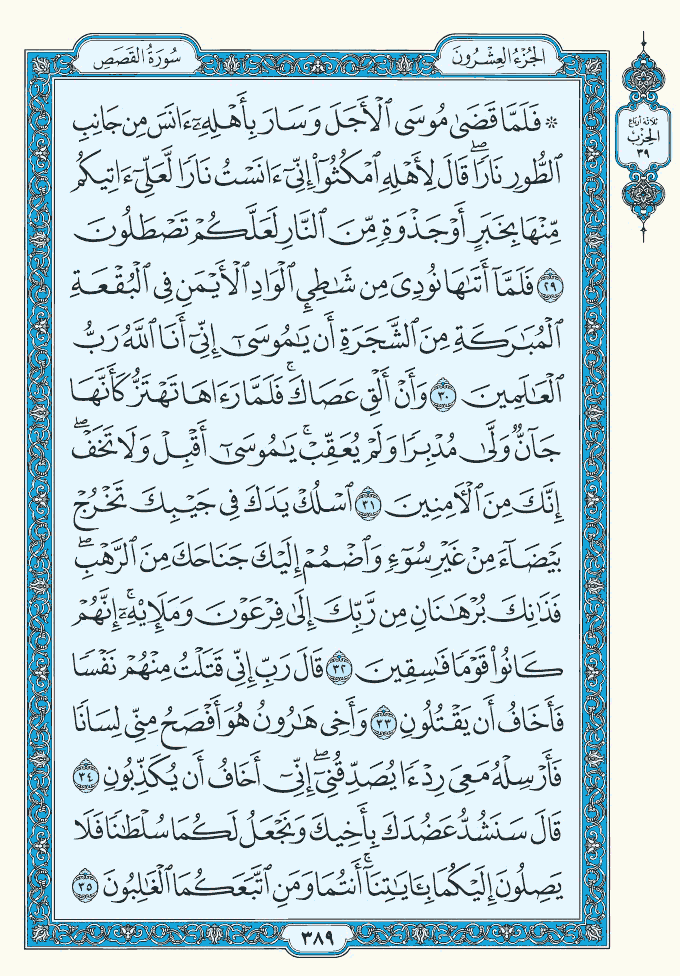 سُورَةُ القَصَصِ
الجُزْءُ العِشْرُونَ
ثلاثة أرباع
الحِزْبِ
٣٩
۞ فَلَمَّا قَضَىٰ مُوسَى ٱلۡأَجَلَ وَسَارَ بِأَهۡلِهِۦٓ ءَانَسَ مِن جَانِبِ
ٱلطُّورِ نَارٗاۖ قَالَ لِأَهۡلِهِ ٱمۡكُثُوٓاْ إِنِّيٓ ءَانَسۡتُ نَارٗا لَّعَلِّيٓ ءَاتِيكُم
مِّنۡهَا بِخَبَرٍ أَوۡ جَذۡوَةٖ مِّنَ ٱلنَّارِ لَعَلَّكُمۡ تَصۡطَلُونَ
٢٩ فَلَمَّآ أَتَىٰهَا نُودِيَ مِن شَٰطِيِٕ ٱلۡوَادِ ٱلۡأَيۡمَنِ فِي ٱلۡبُقۡعَةِ
ٱلۡمُبَٰرَكَةِ مِنَ ٱلشَّجَرَةِ أَن يَٰمُوسَىٰٓ إِنِّيٓ أَنَا ٱللَّهُ رَبُّ
ٱلۡعَٰلَمِينَ ٣٠ وَأَنۡ أَلۡقِ عَصَاكَۚ فَلَمَّا رَءَاهَا تَهۡتَزُّ كَأَنَّهَا
جَآنّٞ وَلَّىٰ مُدۡبِرٗا وَلَمۡ يُعَقِّبۡۚ يَٰمُوسَىٰٓ أَقۡبِلۡ وَلَا تَخَفۡۖ
إِنَّكَ مِنَ ٱلۡأٓمِنِينَ ٣١ ٱسۡلُكۡ يَدَكَ فِي جَيۡبِكَ تَخۡرُجۡ
بَيۡضَآءَ مِنۡ غَيۡرِ سُوٓءٖ وَٱضۡمُمۡ إِلَيۡكَ جَنَاحَكَ مِنَ ٱلرَّهۡبِۖ
فَذَٰنِكَ بُرۡهَٰنَانِ مِن رَّبِّكَ إِلَىٰ فِرۡعَوۡنَ وَمَلَإِيْهِۦٓۚ إِنَّهُمۡ
كَانُواْ قَوۡمٗا فَٰسِقِينَ ٣٢ قَالَ رَبِّ إِنِّي قَتَلۡتُ مِنۡهُمۡ نَفۡسٗا
فَأَخَافُ أَن يَقۡتُلُونِ ٣٣ وَأَخِي هَٰرُونُ هُوَ أَفۡصَحُ مِنِّي لِسَانٗا
فَأَرۡسِلۡهُ مَعِيَ رِدۡءٗا يُصَدِّقُنِيٓۖ إِنِّيٓ أَخَافُ أَن يُكَذِّبُونِ ٣٤
قَالَ سَنَشُدُّ عَضُدَكَ بِأَخِيكَ وَنَجۡعَلُ لَكُمَا سُلۡطَٰنٗا فَلَا
يَصِلُونَ إِلَيۡكُمَا بِـَٔايَٰتِنَآۚ أَنتُمَا وَمَنِ ٱتَّبَعَكُمَا ٱلۡغَٰلِبُونَ ٣٥
٣٨٩